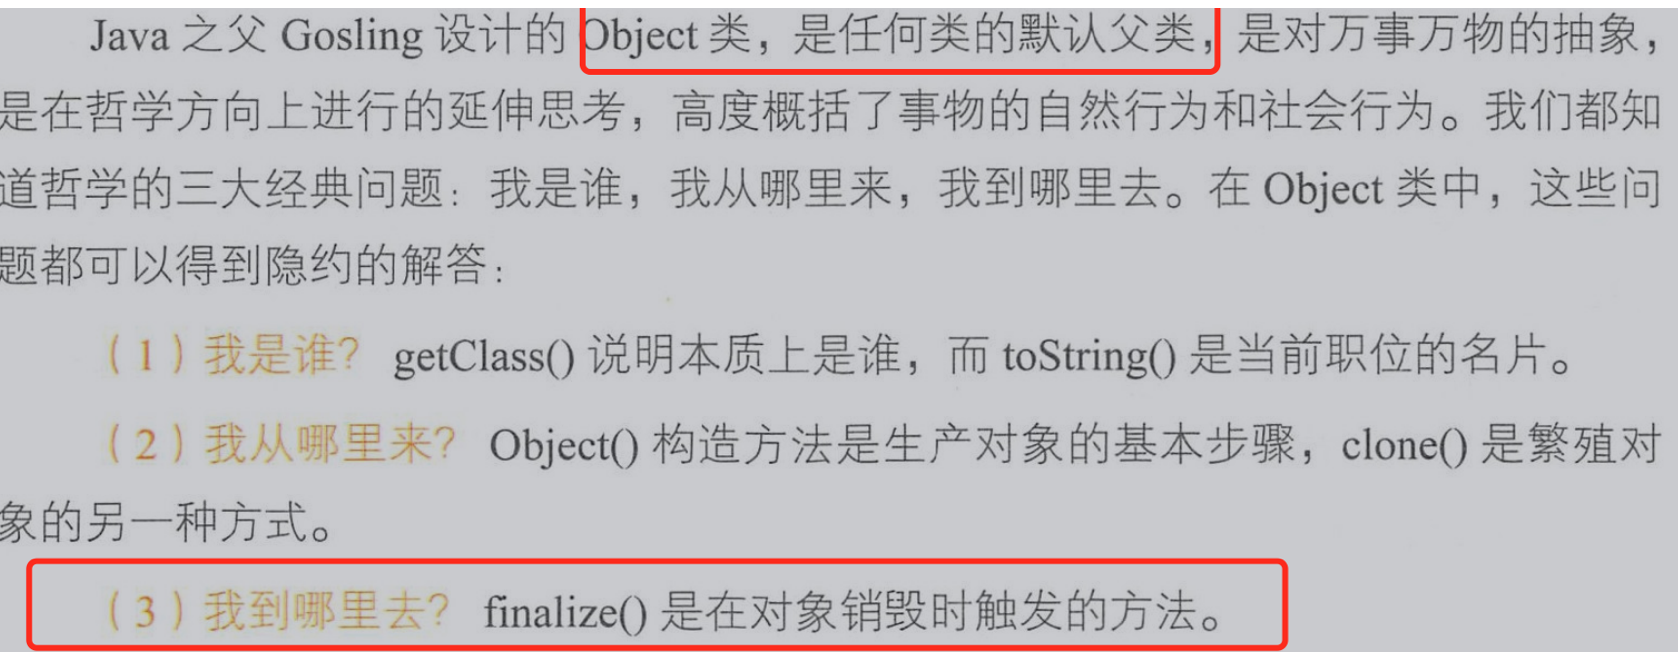 Java 之父 Gosling 设计的 Object 类，是任何类的默认父类，是对万事万物的抽象，
是在哲学方向上进行的延伸思考，高度概括了事物的自然行为和社会行为。我们都知
道哲学的三大经典问题：我是谁，我从哪里来，我到哪里去。在 Object 类中，这些问
题都可以得到隐约的解答：
（1）我是谁？ getClass() 说明本质上是谁，而 toString() 是当前职位的名片。
（2）我从哪里来？ Object() 构造方法是生产对象的基本步骤，clone() 是繁殖对
象的另一种方式。
（3）我到哪里去？ finalize() 是在对象销毁时触发的方法。